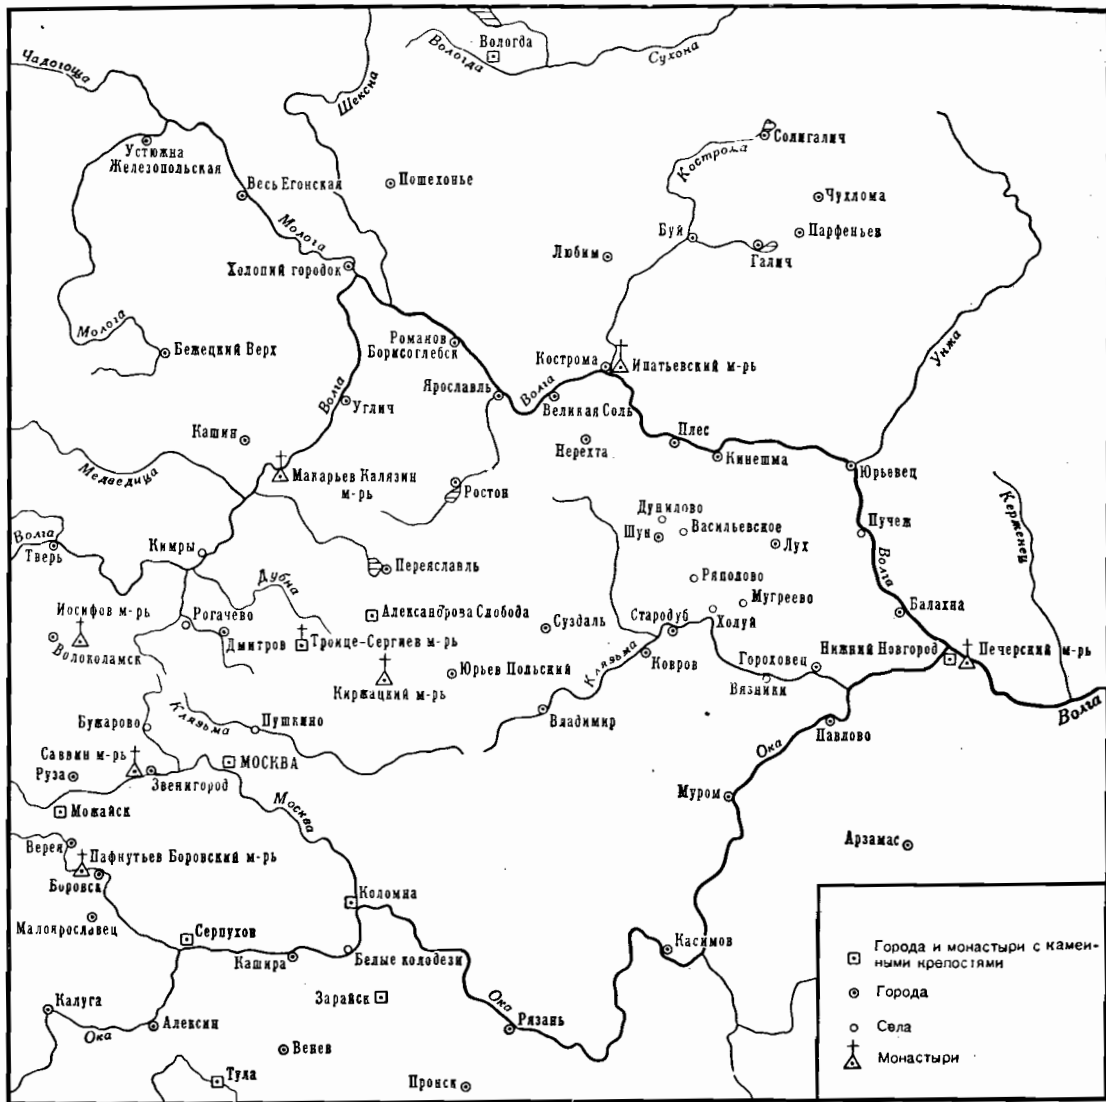 Чадогоща
Вологда
Вологда
Сухона
Шексна
Устюжна
Железопольская
Весь Егонская
Пошехонье
Кострома
Солигалич
Чухлома
Молога
Буй
Парфеньев
Галич
Любим
Холопий городок
Молога
Бежецкий Верх
Романов
Борисоглебск
Кострома
Ипатьевский м-рь
Унжа
Ярославль
Волга
Волга
Великая Соль
Углич
Кашин
Нерехта
Плес
Кинешма
Юрьевец
Медведица
Макарьев Калязин
м-рь
Ростон
Керженец
Дунилово
Шуя
Васильевское
Лух
Пучеж
Волга
Тверь
Кимры
Переяславль
Волга
Дубна
Ряполово
Мугреево
Иосифов м-рь
Рогачево
Александрова Слобода
Суздаль
Стародуб
Холуй
Балахна
Волоколамск
Дмитров
Троице-Сергиев м-рь
Нижний Новгород
Печерский м-рь
Киржацкий м-рь
Юрьев Польский
Клязьма
Ковров
Гороховец
Вязники
Волга
Бужарово
Клязьма
Пушкино
Владимир
Павлово
Саввин м-рь
МОСКВА
Ока
Руза
Звенигород
Можайск
Москва
Муром
Верея
Пафнутьев Боровский м-рь
Арзамас
Боровск
Коломна
Малоярославец
Серпухов
Кашира
Белые колодези
Касимов
Зарайск
Калуга
Ока
Алексин
Ока
Рязань
Венев
Тула
Пронск
Города и монастыри с камен-
ными крепостями
Города
Села
Монастыри